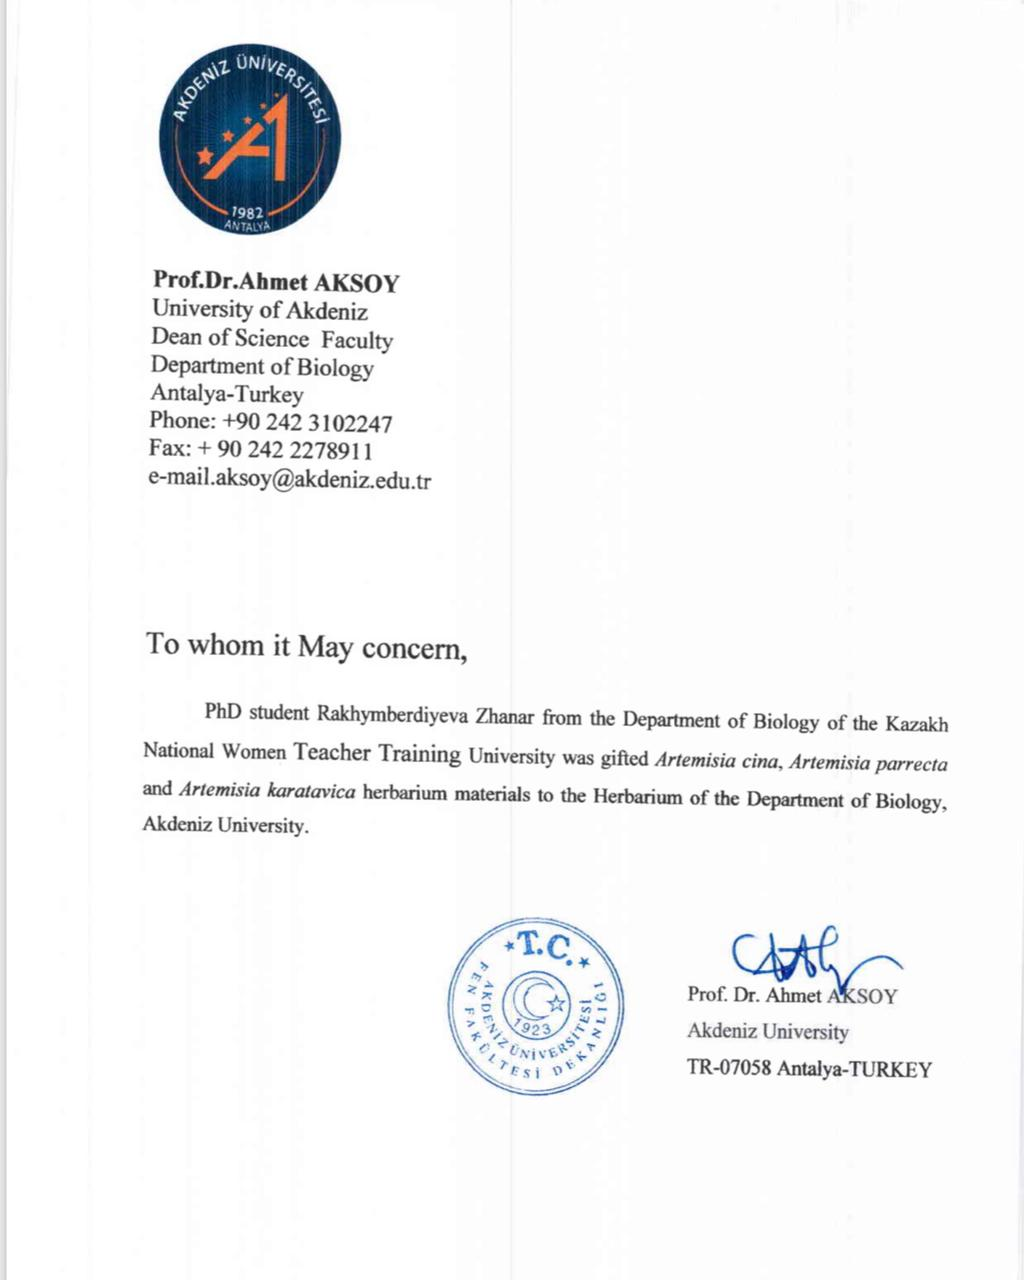 AKDENİZ ÜNİVERSİTESİ
1982
ANTALYA
Prof.Dr.Ahmet AKSOY
University of Akdeniz
Dean of Science Faculty
Department of Biology
Antalya-Turkey
Phone: +90 242 3102247
Fax: + 90 242 2278911
e-mail.aksoy@akdeniz.edu.tr
To whom it May concern,
PhD student Rakhymberdiyeva Zhanar from the Department of Biology of the Kazakh
National Women Teacher Training University was gifted Artemisia cina, Artemisia parrecta
and Artemisia karatavica herbarium materials to the Herbarium of the Department of Biology,
Akdeniz University.
T.C.
AKDENİZ ÜNİVERSİTESİ
FEN FAKÜLTESİ DEKANLIĞI
1923
Prof. Dr. Ahmet AKSOY
Akdeniz University
TR-07058 Antalya-TURKEY